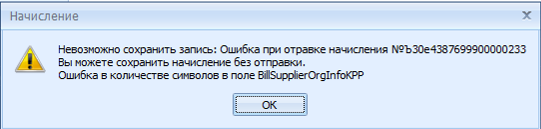 Начисление
Невозможно сохранить запись: Ошибка при отравке начисления №Ъ30e4387699900000233
Вы можете сохранить начисление без отправки.
Ошибка в количестве символов в поле BillSupplierOrgInfoKPP
OK